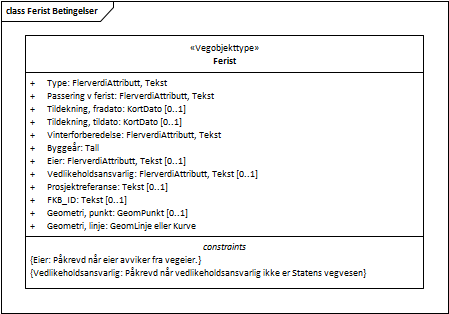 class Ferist Betingelser
«Vegobjekttype»
Ferist
+ Type: FlerverdiAttributt, Tekst
+ Passering v ferist: FlerverdiAttributt, Tekst
+ Tildekning, fradato: KortDato [0..1]
+ Tildekning, tildato: KortDato [0..1]
+ Vinterforberedelse: FlerverdiAttributt, Tekst
+ Byggeår: Tall
+ Eier: FlerverdiAttributt, Tekst [0..1]
+ Vedlikeholdsansvarlig: FlerverdiAttributt, Tekst [0..1]
+ Prosjektreferanse: Tekst [0..1]
+ FKB_ID: Tekst [0..1]
+ Geometri, punkt: GeomPunkt [0..1]
+ Geometri, linje: GeomLinje eller Kurve
constraints
{Eier: Påkrevd når eier avviker fra vegeier.}
{Vedlikeholdsansvarlig: Påkrevd når vedlikeholdsansvarlig ikke er Statens vegvesen}